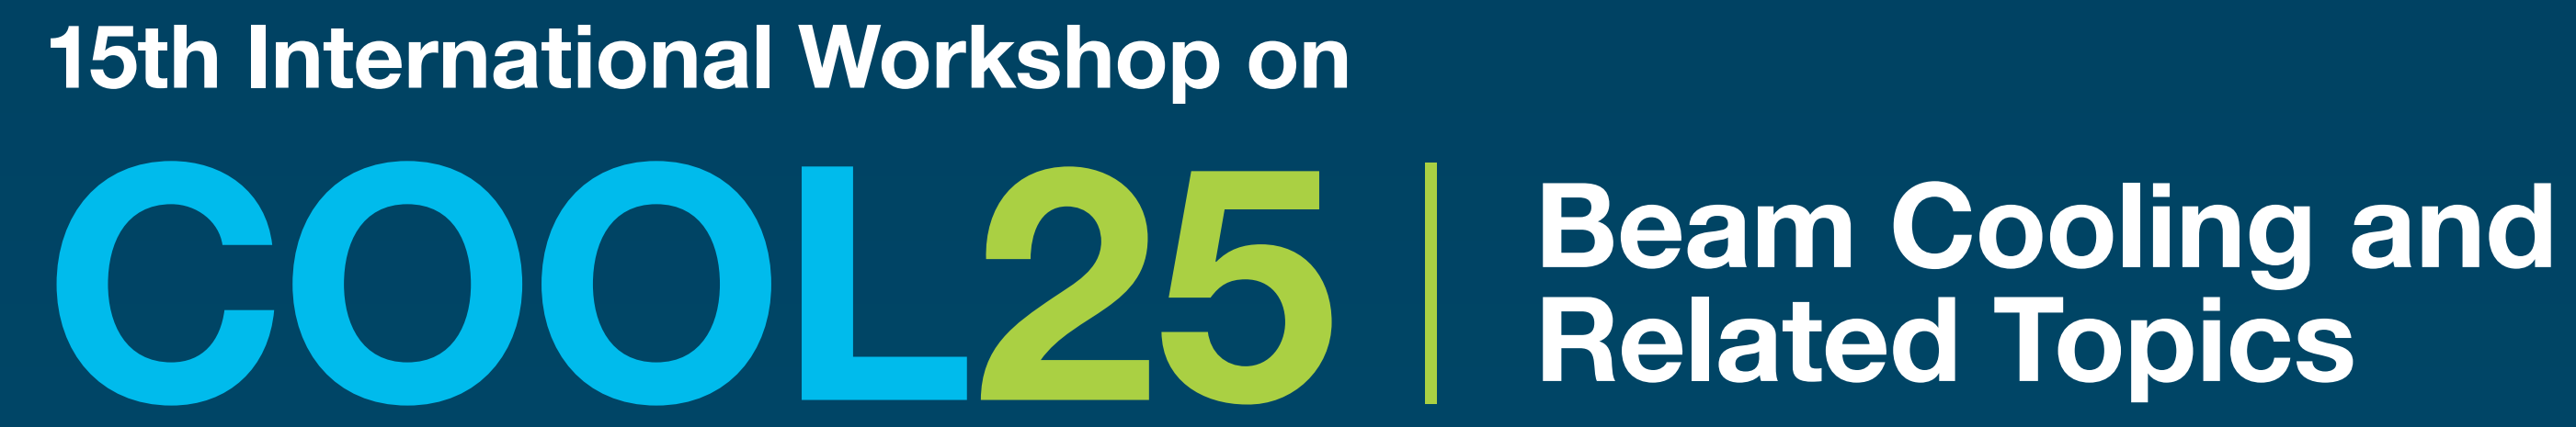 15th International Workshop on
COOL25
Beam Cooling and
Related Topics